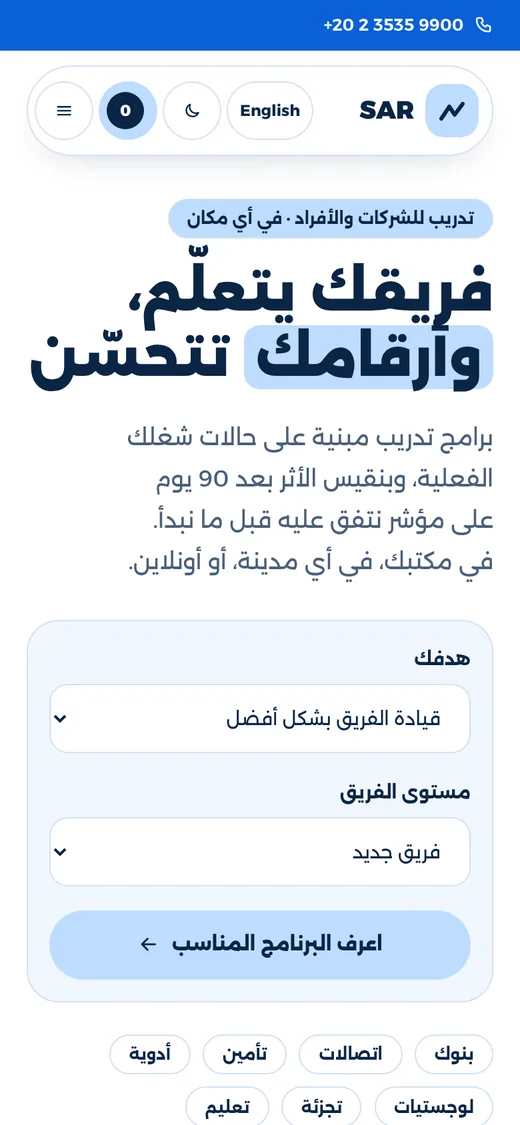 +20 2 3535 9900
SAR
English
0
تدريب للشركات والأفراد · في أي مكان
فريقك يتعلّم،
وأرقامك تتحسّن
برامج تدريب مبنية على حالات شغلك
الفعلية، وبنقيس الأثر بعد 90 يوم
على مؤشر نتفق عليه قبل ما نبدأ.
في مكتبك، في أي مدينة، أو أونلاين.
هدفك
قيادة الفريق بشكل أفضل
مستوى الفريق
فريق جديد
اعرف البرنامج المناسب ←
بنوك اتصالات تأمين أدوية
لوجستيات تجزئة تعليم